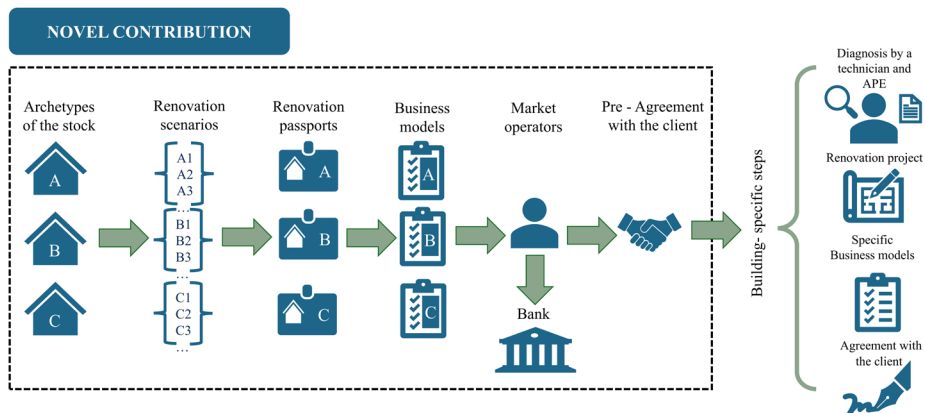 NOVEL CONTRIBUTION
Archetypes
of the stock
Renovation
scenarios
Renovation
passports
Business
models
Market
operators
Pre - Agreement
with the client
A
B
C
A1
A2
A3
...
B1
B2
B3
...
C1
C2
C3
...
A
B
C
A
B
C
Bank
Building- specific steps
Diagnosis by a
technician and
APE
Renovation project
Specific
Business models
Agreement with
the client